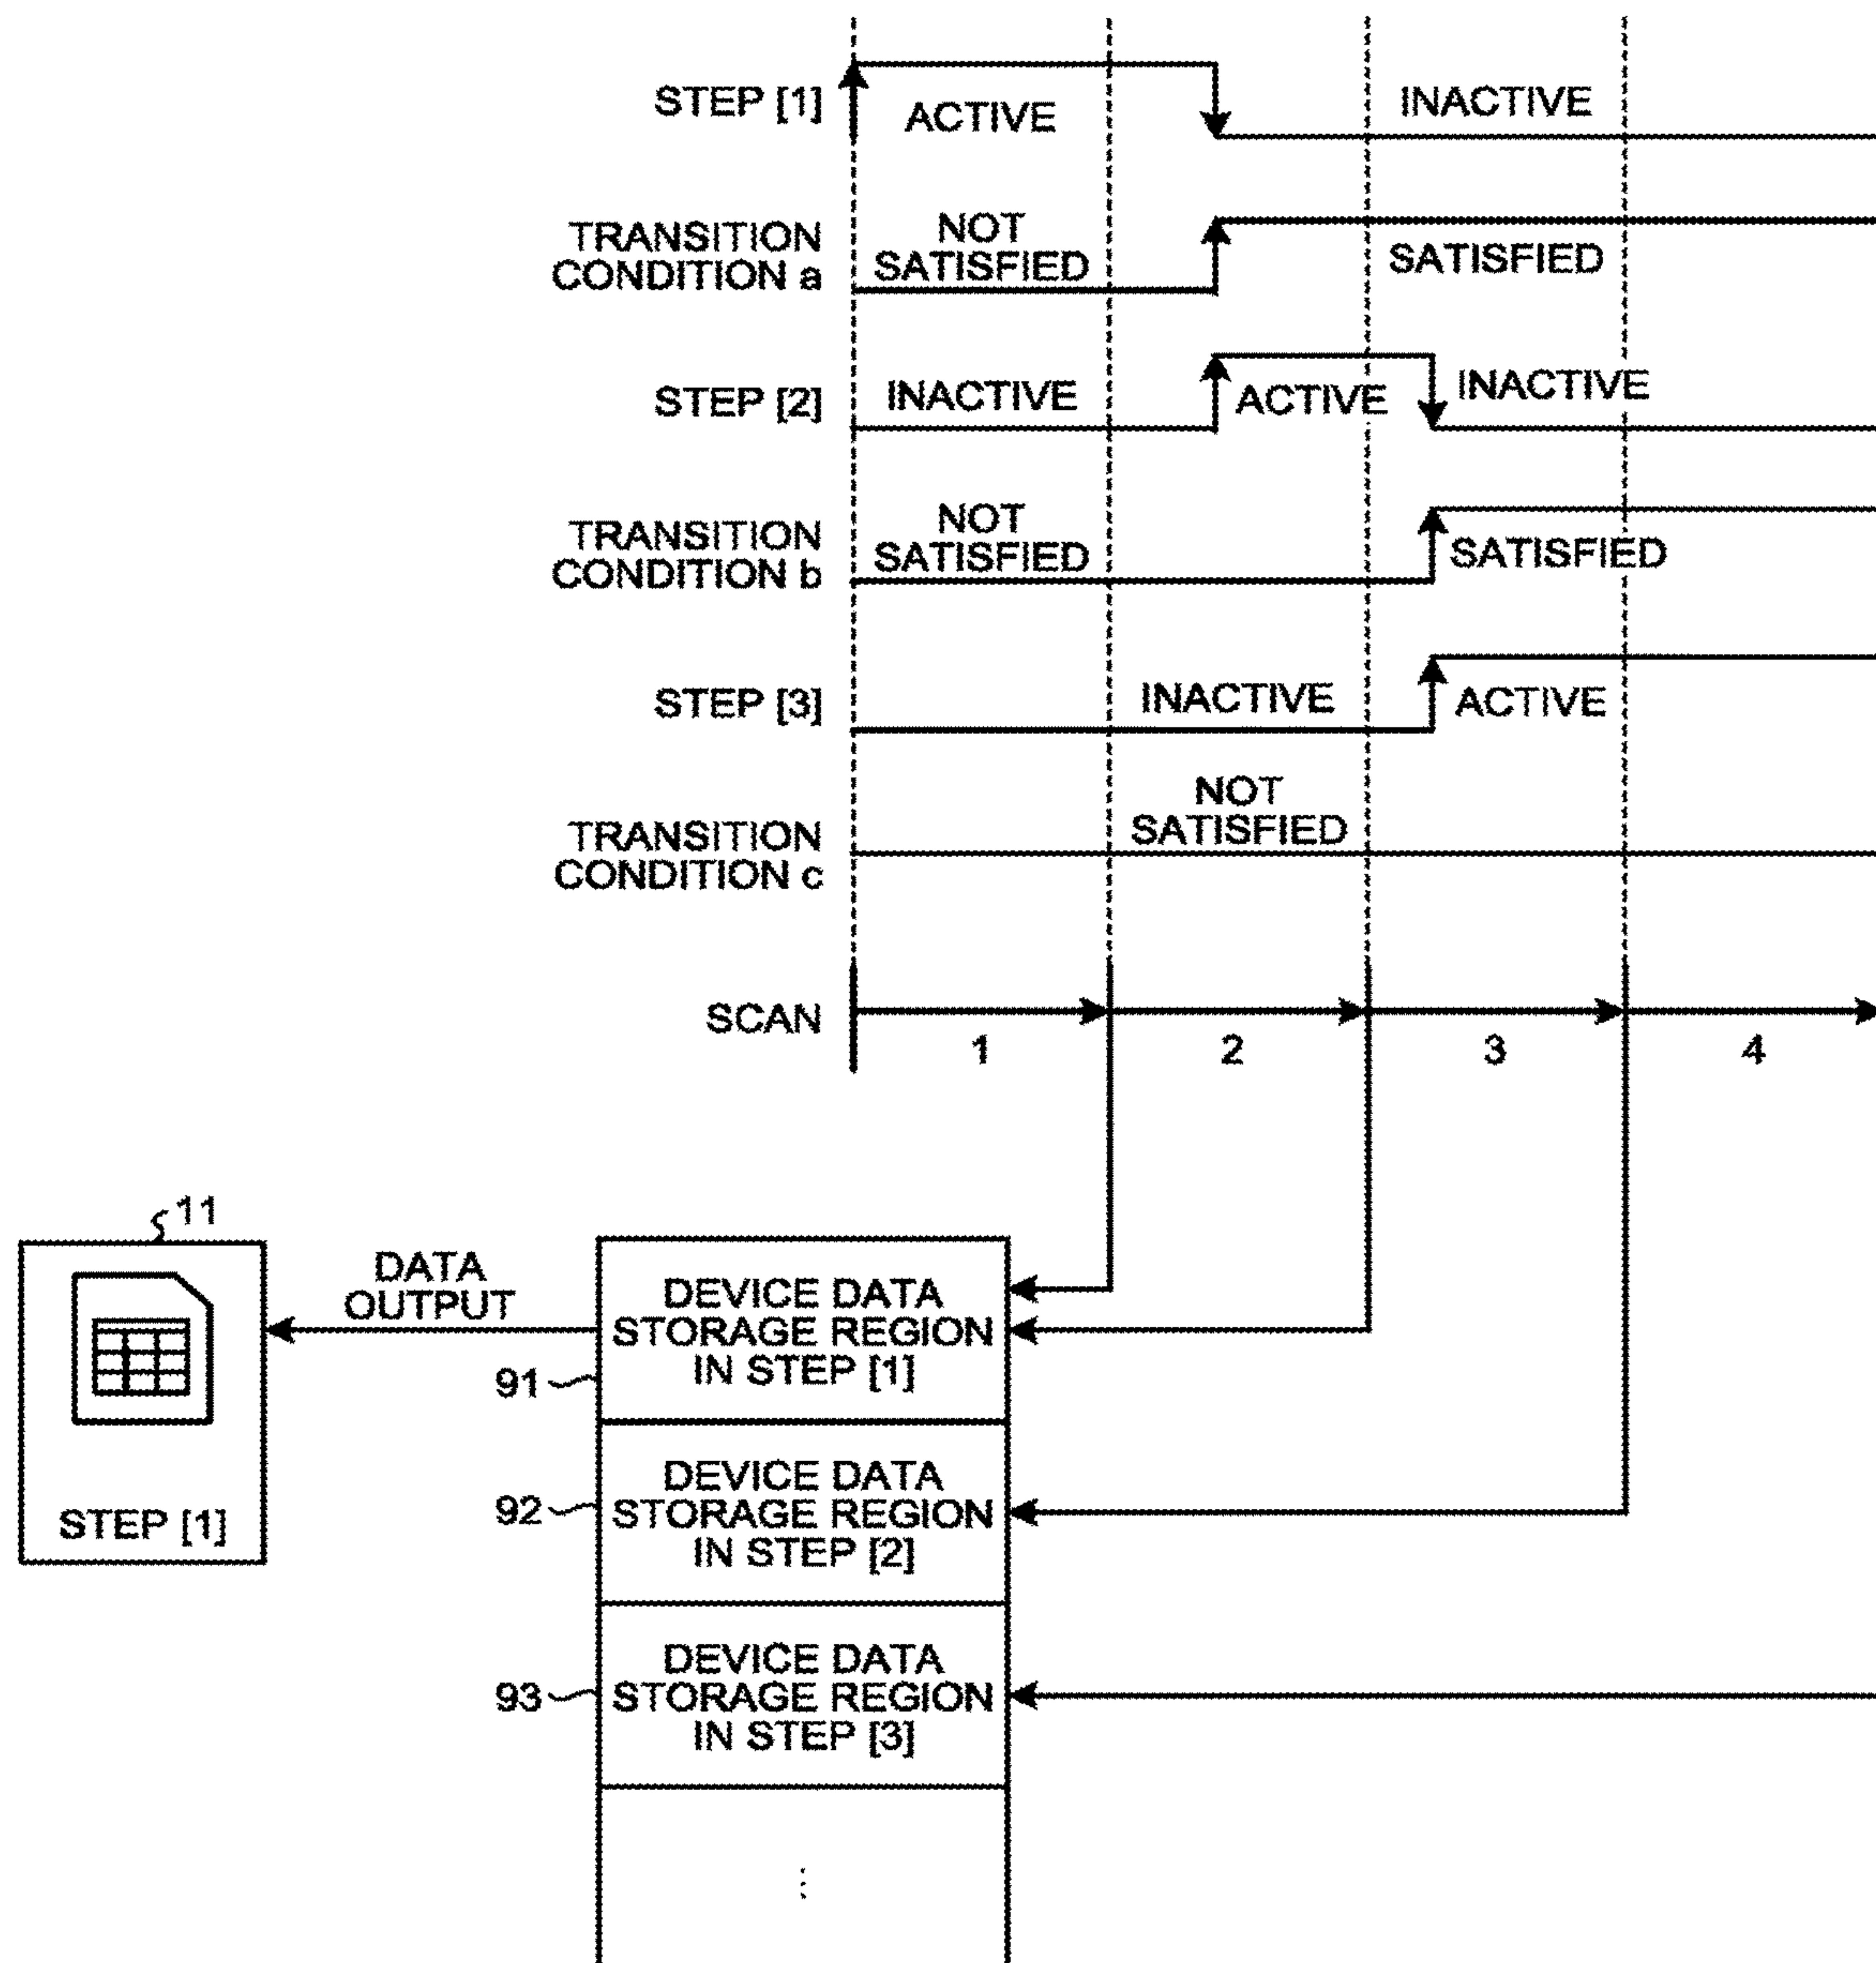 STEP [1]
ACTIVE
INACTIVE
TRANSITION
CONDITION a
NOT
SATISFIED
SATISFIED
STEP [2]
INACTIVE
ACTIVE
INACTIVE
TRANSITION
CONDITION b
NOT
SATISFIED
SATISFIED
STEP [3]
INACTIVE
ACTIVE
TRANSITION
CONDITION c
NOT
SATISFIED
SCAN
1
2
3
4
11
STEP [1]
DATA
OUTPUT
DEVICE DATA
STORAGE REGION
IN STEP [1]
91
DEVICE DATA
STORAGE REGION
IN STEP [2]
92
DEVICE DATA
STORAGE REGION
IN STEP [3]
93
⋮